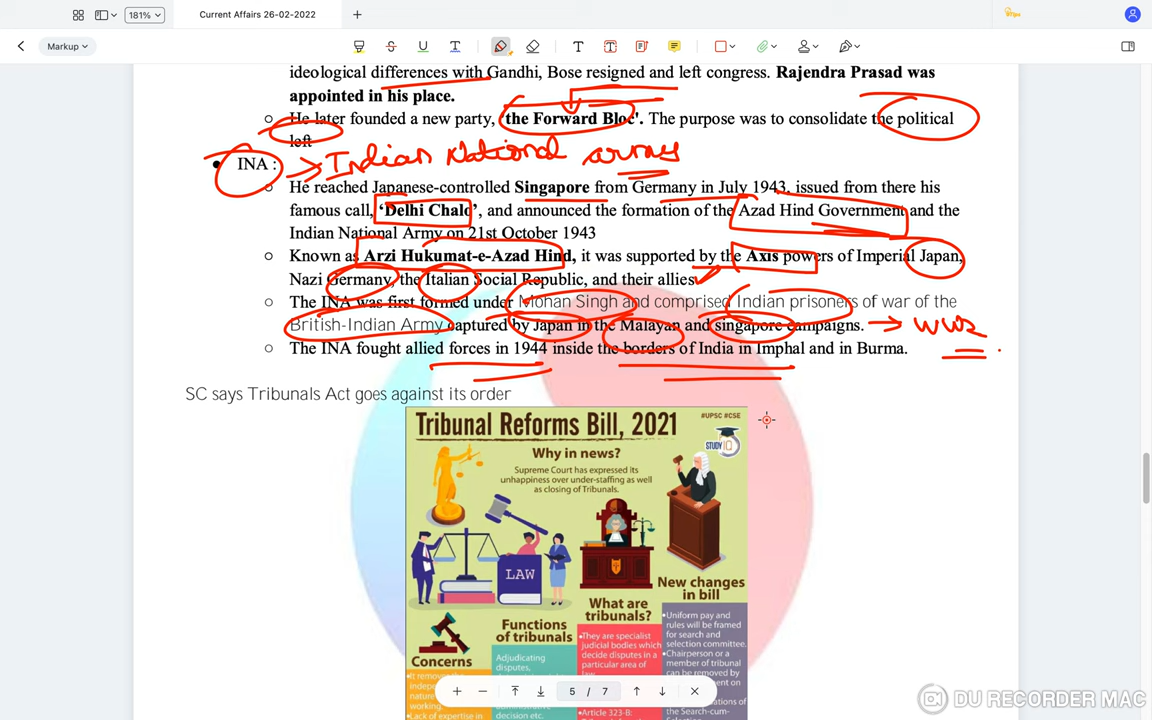 181%
Current Affairs 26-02-2022
Markup
ideological differences with Gandhi, Bose resigned and left congress. Rajendra Prasad was
appointed in his place.
He later founded a new party, 'the Forward Bloc'. The purpose was to consolidate the political
left
INA :
Indian National army
He reached Japanese-controlled Singapore from Germany in July 1943, issued from there his
famous call, ‘Delhi Chalo’, and announced the formation of the Azad Hind Government and the
Indian National Army on 21st October 1943
Known as Arzi Hukumat-e-Azad Hind, it was supported by the Axis powers of Imperial Japan,
Nazi Germany, the Italian Social Republic, and their allies
The INA was first formed under Mohan Singh and comprised Indian prisoners of war of the
British-Indian Army captured by Japan in the Malayan and singapore campaigns.
WW2
The INA fought allied forces in 1944 inside the borders of India in Imphal and in Burma.
SC says Tribunals Act goes against its order
Tribunal Reforms Bill, 2021
#UPSC #CSE
STUDY
Why in news?
Supreme Court has expressed its
unhappiness over under-staffing as well
as closing of Tribunals.
LAW
New changes
in bill
•Uniform pay and
rules will be framed
for search and
selection committee.
•Chairperson or a
member of tribunal
can be removed by
What are
tribunals?
•They are specialist
judicial bodies which
decide disputes in a
particular area of
Functions
of tribunals
Adjudicating
disputes,
Concerns
•It
nature
working.
•Lack of expertise in
decision etc.
•Article 323-B:
5 / 7
DU RECORDER MAC